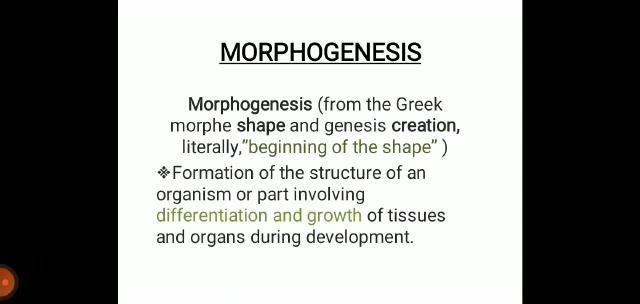 MORPHOGENESIS
Morphogenesis (from the Greek
morphe shape and genesis creation,
literally,”beginning of the shape” )
❖Formation of the structure of an
organism or part involving
differentiation and growth of tissues
and organs during development.